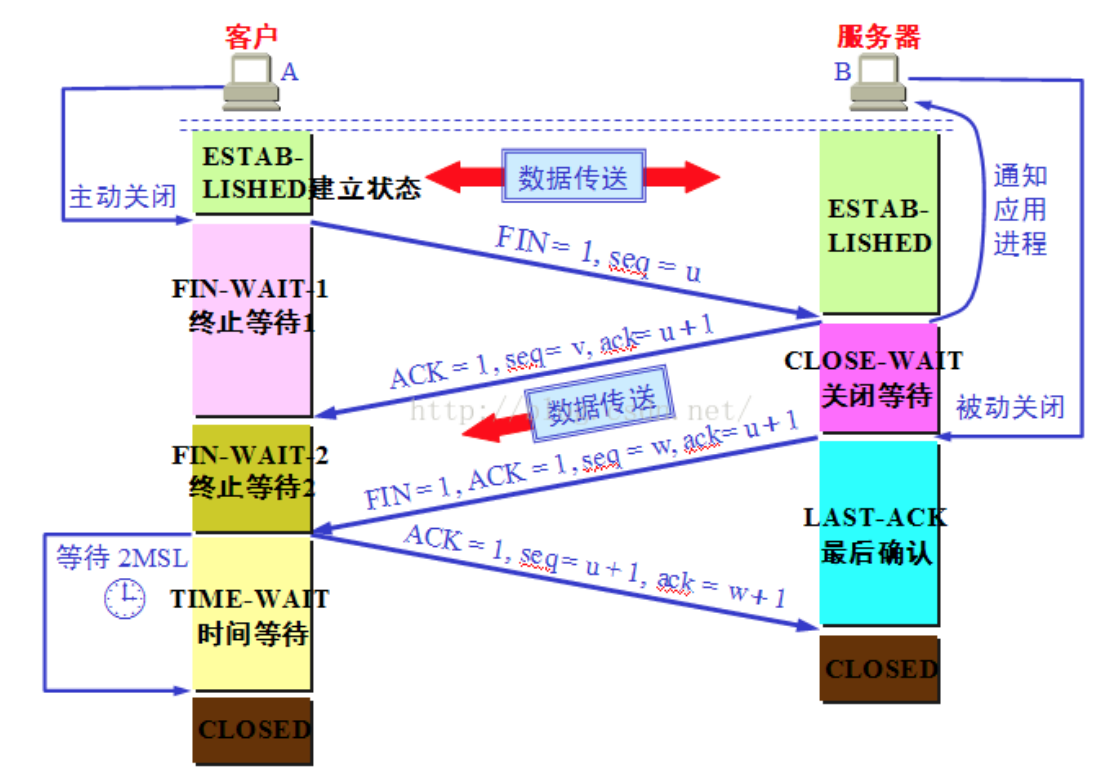 客户
服务器
A
B
ESTAB-
LISHED建立状态
主动关闭
数据传送
ESTAB-
LISHED
通知
应用
进程
FIN = 1, seq = u
FIN-WAIT-1
终止等待1
ACK = 1, seq = v, ack= u + 1
CLOSE-WAIT
关闭等待
被动关闭
数据传送
FIN-WAIT-2
终止等待2
FIN = 1, ACK = 1, seq = w, ack= u + 1
LAST-ACK
最后确认
ACK = 1, seq = u + 1, ack = w + 1
等待 2MSL
TIME-WAIT
时间等待
CLOSED
CLOSED